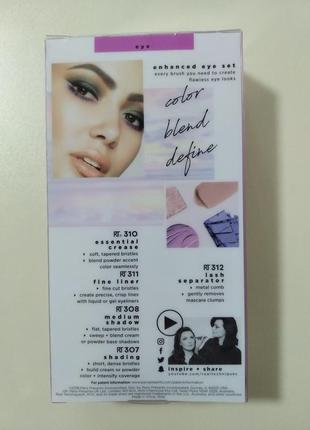 eye
enhanced eye set
every brush you need to create
flawless eye looks
color
blend
define
RT 310
essential
crease
• soft, tapered bristles
• blend powder accent
color seamlessly
RT 311
fine liner
• fine cut bristles
• create precise, crisp lines
with liquid or gel eyeliners
RT 308
medium
shadow
• flat, tapered bristles
• sweep + blend cream
or powder base shadows
RT 307
shading
• short, dense bristles
• build cream or powder
color + intensify coverage
RT 312
lash
separator
• metal comb
• gently removes
mascara clumps
inspire + share
youtube.com/realtechniques